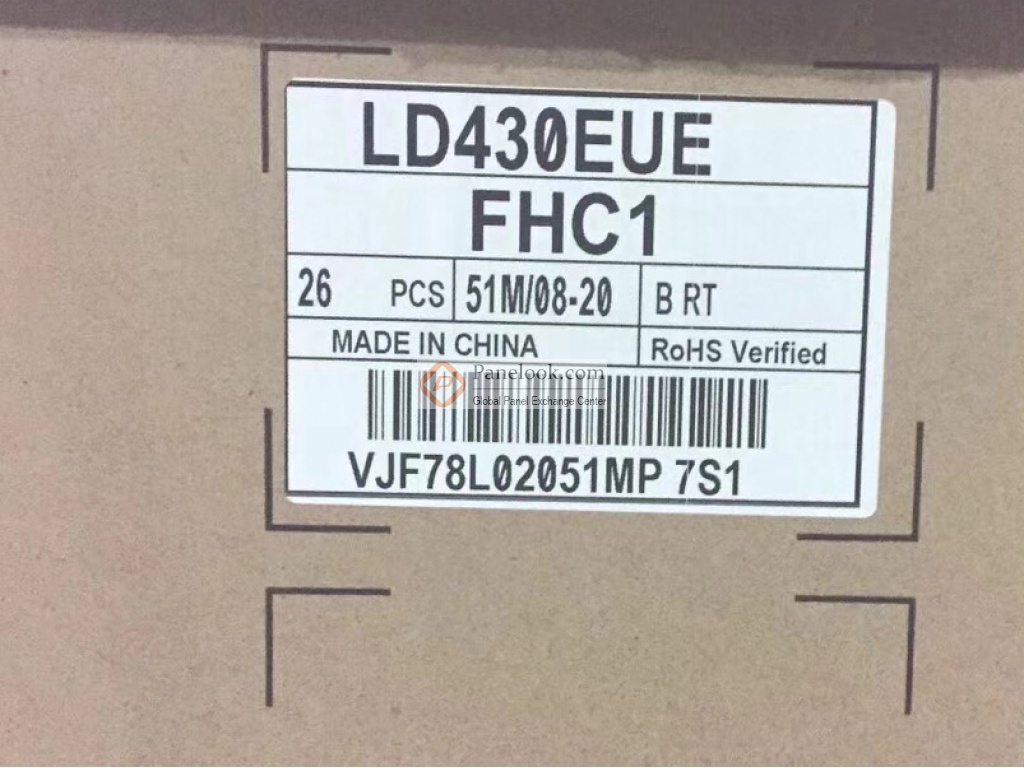 LD430EUE
FHC1
26 PCS 51M/08-20 B RT
MADE IN CHINA RoHS Verified
Panelook.com
Global Panel Exchange Center
VJF78L02051MP 7S1